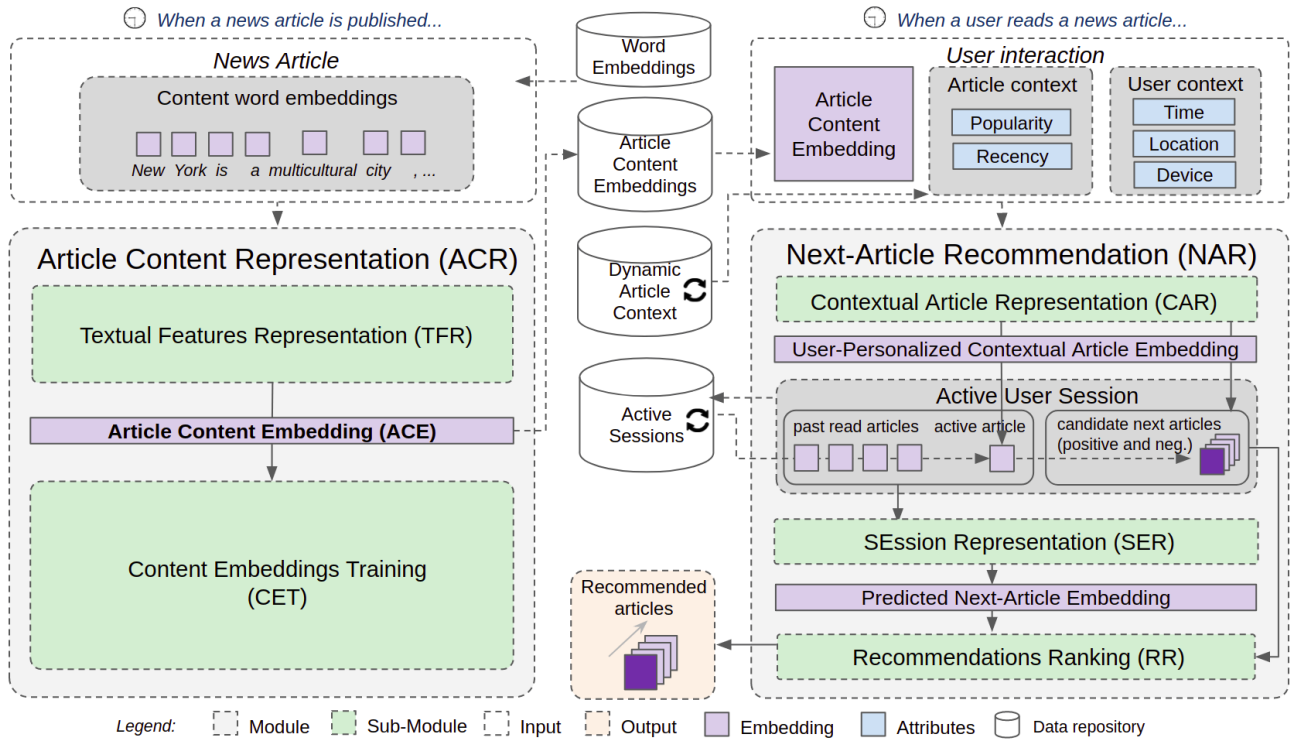 When a news article is published...
News Article
Content word embeddings
New York is a multicultural city , ...
Article Content Representation (ACR)
Textual Features Representation (TFR)
Article Content Embedding (ACE)
Content Embeddings Training
(CET)
Word
Embeddings
Article
Content
Embeddings
Dynamic
Article
Context
Active
Sessions
Recommended
articles
When a user reads a news article...
User interaction
Article
Content
Embedding
Article context
Popularity
Recency
User context
Time
Location
Device
Next-Article Recommendation (NAR)
Contextual Article Representation (CAR)
User-Personalized Contextual Article Embedding
Active User Session
past read articles
active article
candidate next articles
(positive and neg.)
SEssion Representation (SER)
Predicted Next-Article Embedding
Recommendations Ranking (RR)
Legend: Module Sub-Module Input Output Embedding Attributes Data repository